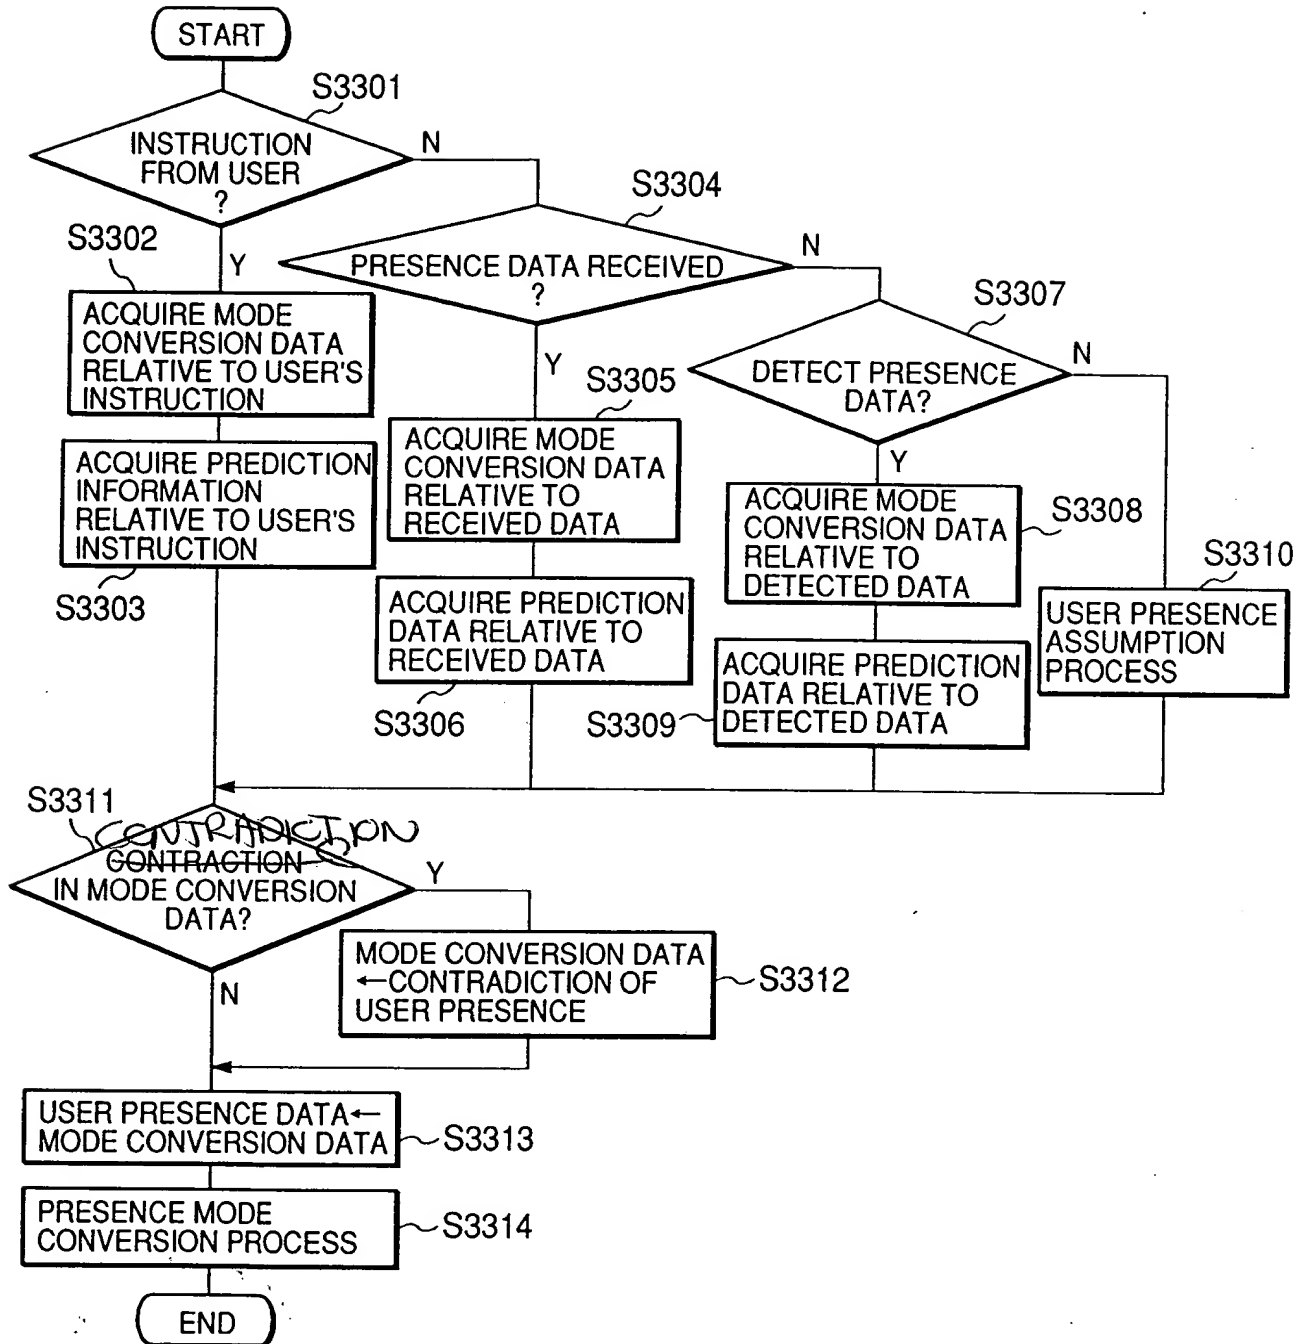 START
S3301
INSTRUCTION
FROM USER
?
N
Y
S3302
ACQUIRE MODE
CONVERSION DATA
RELATIVE TO USER'S
INSTRUCTION
ACQUIRE PREDICTION
INFORMATION
RELATIVE TO USER'S
INSTRUCTION
S3303
S3304
PRESENCE DATA RECEIVED
?
N
Y
S3305
ACQUIRE MODE
CONVERSION DATA
RELATIVE TO
RECEIVED DATA
ACQUIRE PREDICTION
DATA RELATIVE TO
RECEIVED DATA
S3306
S3307
DETECT PRESENCE
DATA?
N
Y
ACQUIRE MODE
CONVERSION DATA
RELATIVE TO
DETECTED DATA
S3308
ACQUIRE PREDICTION
DATA RELATIVE TO
DETECTED DATA
S3309
S3310
USER PRESENCE
ASSUMPTION
PROCESS
S3311
CONTRADICTION
CONTRACTION
IN MODE CONVERSION
DATA?
Y
N
MODE CONVERSION DATA
←CONTRADICTION OF
USER PRESENCE
S3312
USER PRESENCE DATA←
MODE CONVERSION DATA
S3313
PRESENCE MODE
CONVERSION PROCESS
S3314
END